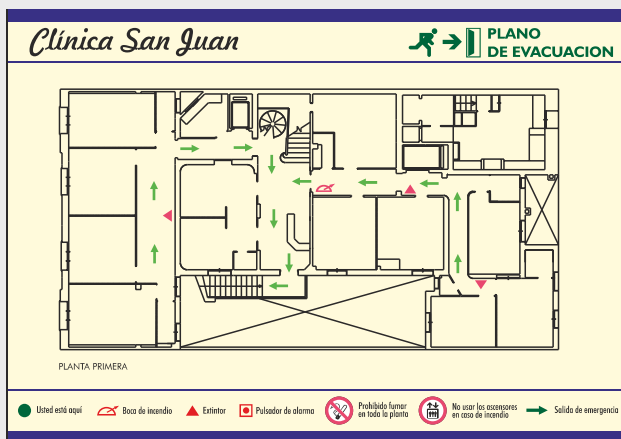 Clínica San Juan
PLANO
DE EVACUACION
PLANTA PRIMERA
Usted está aquí
Boca de incendio
Extintor
Pulsador de alarma
Prohibido fumar
en toda la planta
No usar los ascensores
en caso de incendio
Salida de emergencia